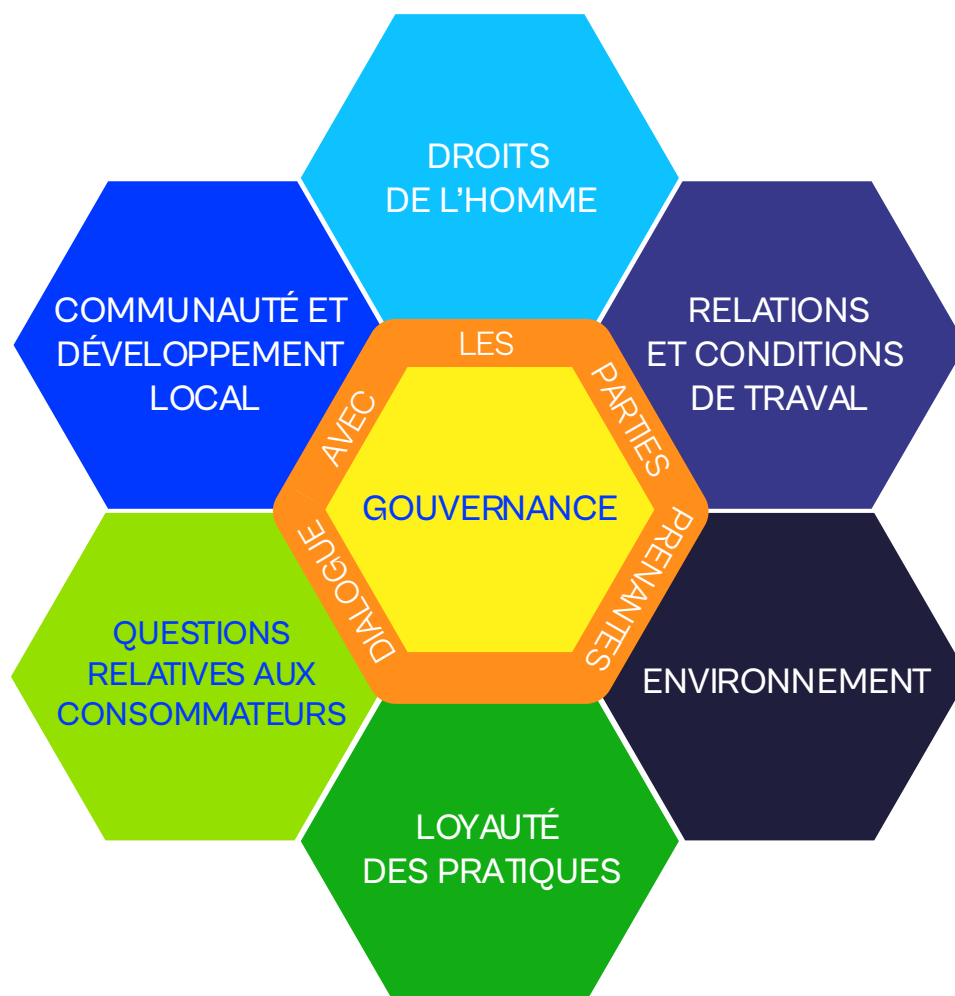 DROITS
DE L’HOMME
COMMUNAUTÉ ET
DÉVELOPPEMENT
LOCAL
RELATIONS
ET CONDITIONS
DE TRAVAL
DIALOGUE
AVEC
LES
PARTIES
PRENANTES
GOUVERNANCE
QUESTIONS
RELATIVES AUX
CONSOMMATEURS
ENVIRONNEMENT
LOYAUTÉ
DES PRATIQUES